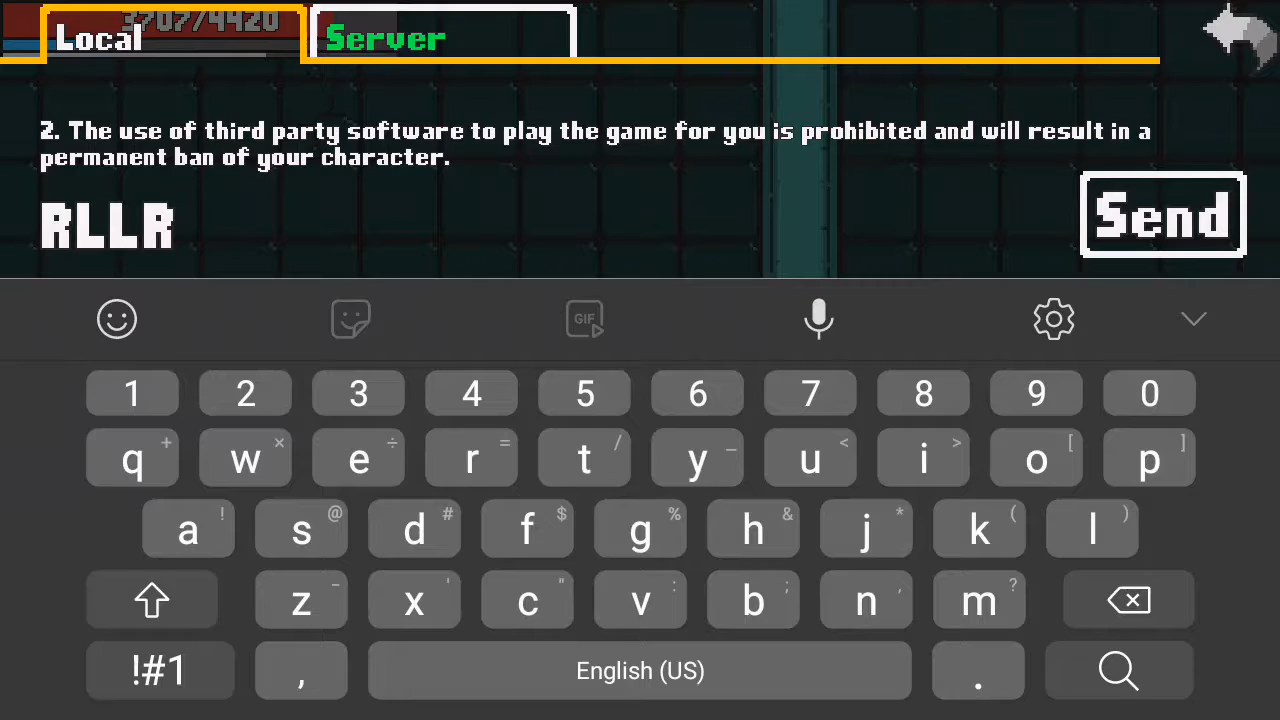 3707/4420
Local
Server
2. The use of third party software to play the game for you is prohibited and will result in a
permanent ban of your character.
RLLR
Send
GIF
1 2 3 4 5 6 7 8 9 0
q + w × e ÷ r = t / y _ u < i > o [ p ]
a ! s @ d # f $ g % h & j * k ( l )
z - x ' c " v : b ; n , m ?
!#1 , English (US) .